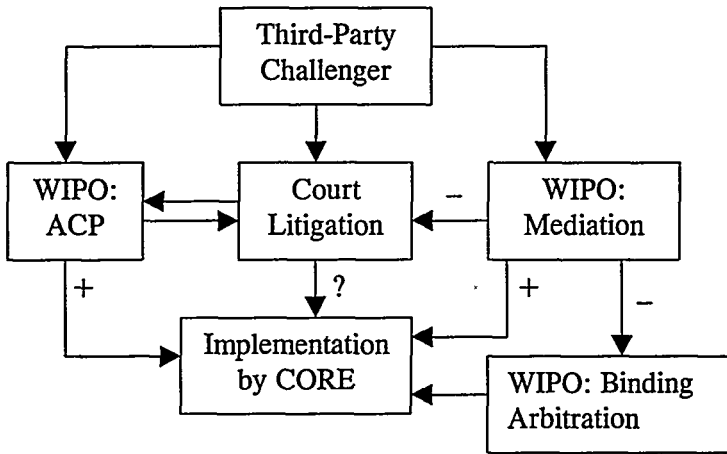 Third-Party
Challenger
WIPO:
ACP
Court
Litigation
–
WIPO:
Mediation
+
?
+
–
Implementation
by CORE
WIPO: Binding
Arbitration